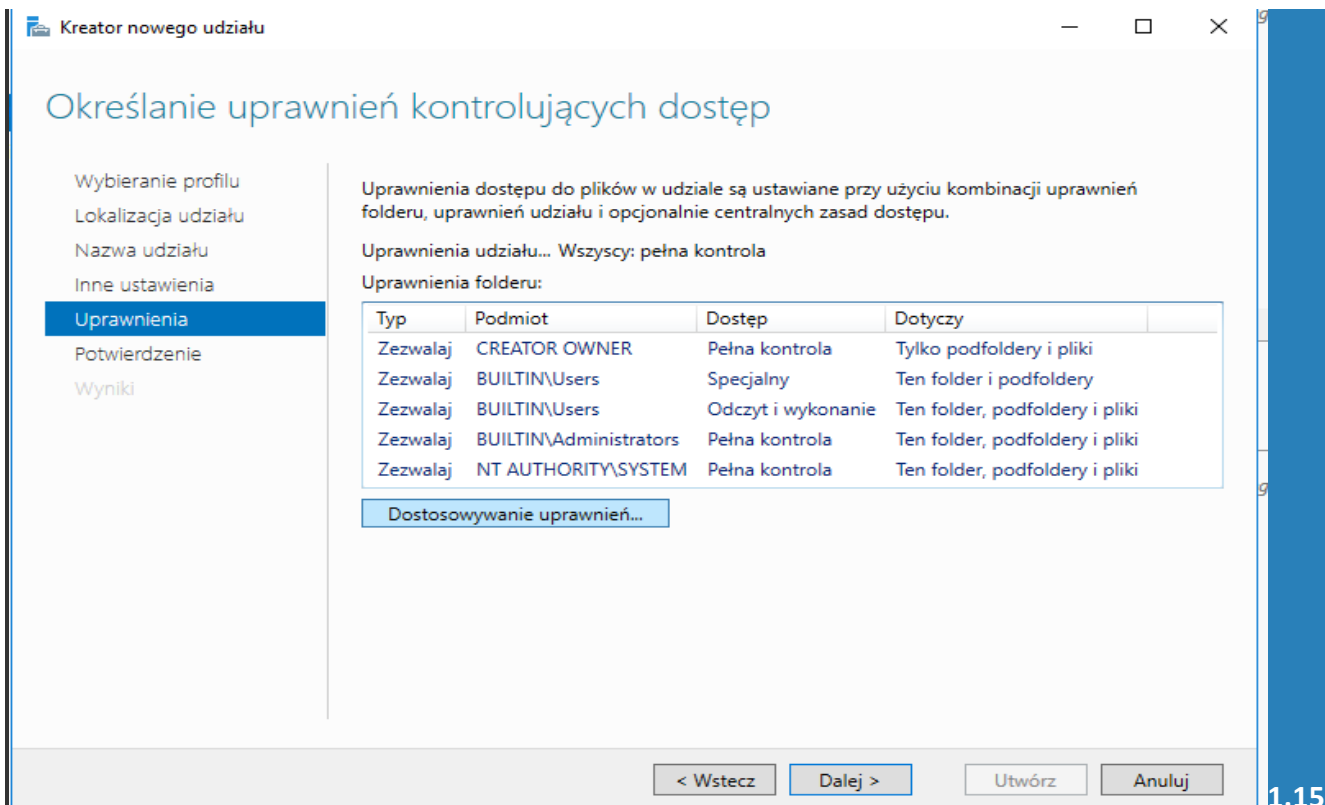 Kreator nowego udziału
Określanie uprawnień kontrolujących dostęp
Wybieranie profilu
Lokalizacja udziału
Nazwa udziału
Inne ustawienia
Uprawnienia
Potwierdzenie
Wyniki
Uprawnienia dostępu do plików w udziale są ustawiane przy użyciu kombinacji uprawnień
folderu, uprawnień udziału i opcjonalnie centralnych zasad dostępu.
Uprawnienia udziału... Wszyscy: pełna kontrola
Uprawnienia folderu:
Typ Podmiot Dostęp Dotyczy
Zezwalaj CREATOR OWNER Pełna kontrola Tylko podfoldery i pliki
Zezwalaj BUILTIN\Users Specjalny Ten folder i podfoldery
Zezwalaj BUILTIN\Users Odczyt i wykonanie Ten folder, podfoldery i pliki
Zezwalaj BUILTIN\Administrators Pełna kontrola Ten folder, podfoldery i pliki
Zezwalaj NT AUTHORITY\SYSTEM Pełna kontrola Ten folder, podfoldery i pliki
Dostosowywanie uprawnień...
< Wstecz Dalej > Utwórz Anuluj
1.15